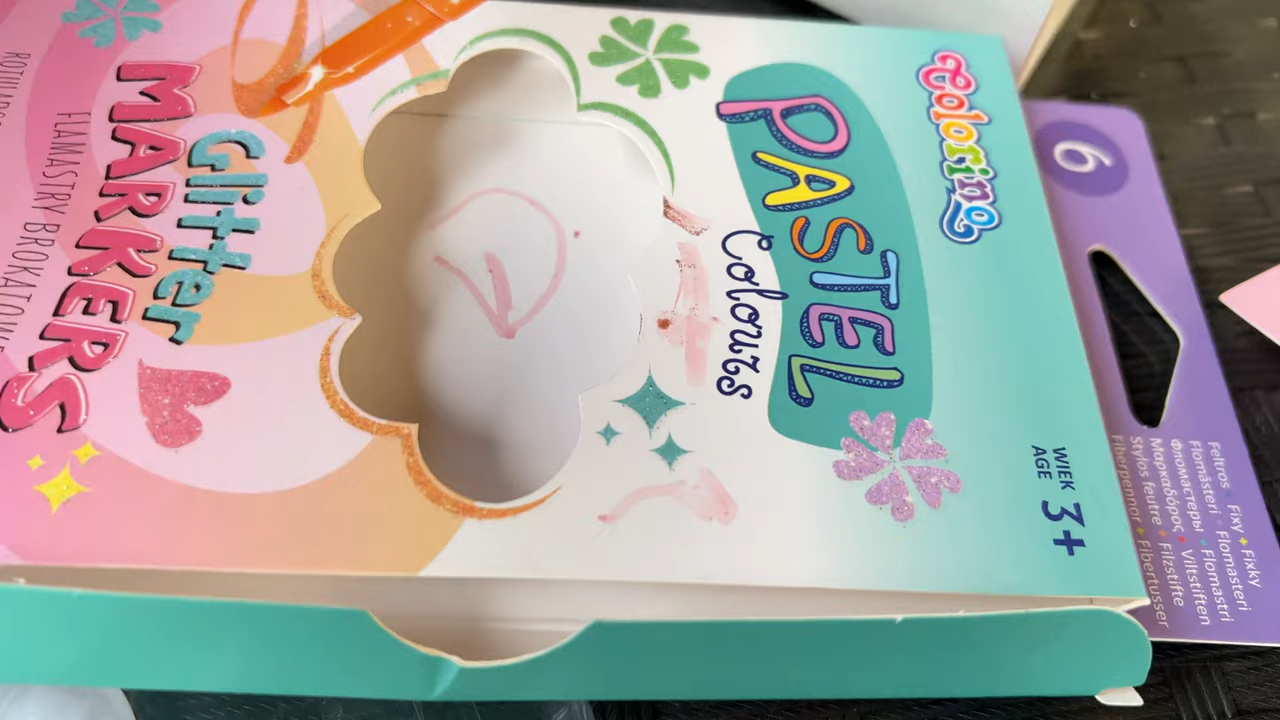 Colorino
PASTEL
Colours
WIEK
AGE 3+
Glitter
MARKERS
FLAMASTRY BROKATOWE
6
Feltros • Fixy • Fixky
Flomästeri • Flomasteri
Фломастеры • Flomastri
Μαρκαδόρος • Viltstiften
Stylos feutre • Filzstifte
Fiberpennor • Fibertusser